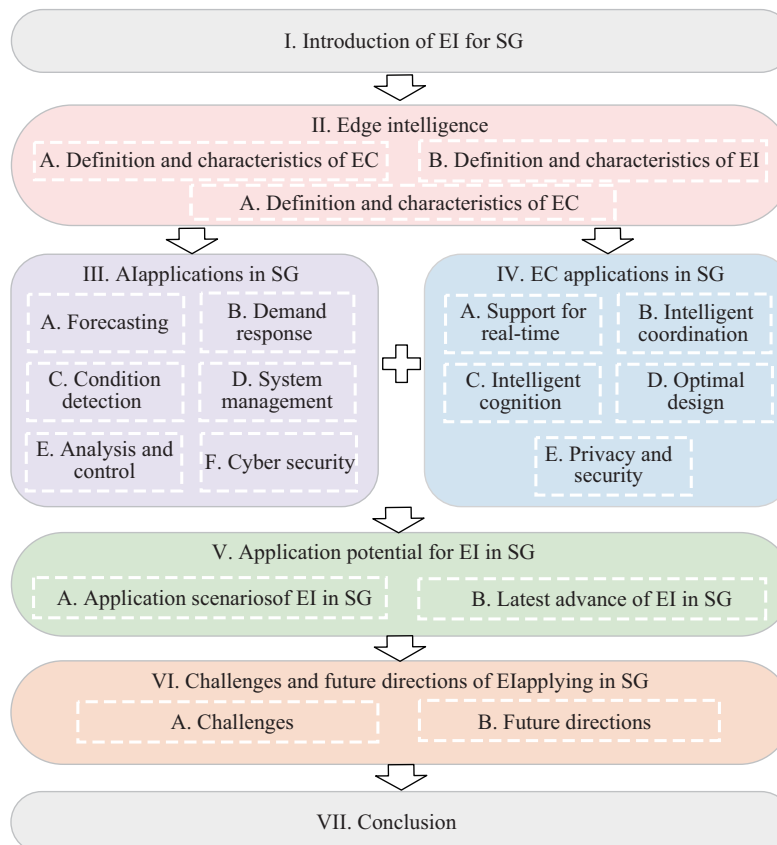 I. Introduction of EI for SG
II. Edge intelligence
A. Definition and characteristics of EC
B. Definition and characteristics of EI
A. Definition and characteristics of EC
III. AIapplications in SG
A. Forecasting
B. Demand
response
C. Condition
detection
D. System
management
E. Analysis and
control
F. Cyber security
IV. EC applications in SG
A. Support for
real-time
B. Intelligent
coordination
C. Intelligent
cognition
D. Optimal
design
E. Privacy and
security
V. Application potential for EI in SG
A. Application scenariosof EI in SG
B. Latest advance of EI in SG
VI. Challenges and future directions of EIapplying in SG
A. Challenges
B. Future directions
VII. Conclusion